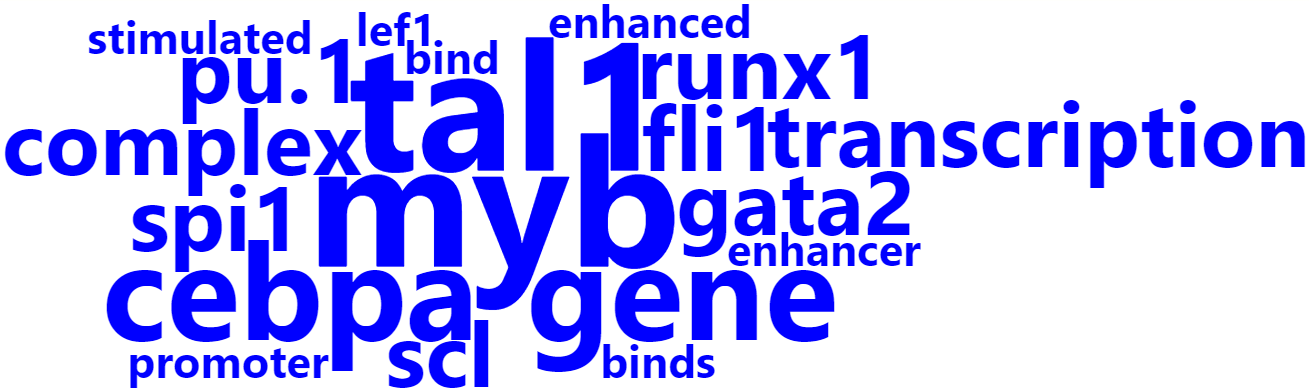 stimulated lef1 enhanced
pu.1 bind tal1 runx1
complex fli1 transcription
spi1 myb gata2
enhancer
cebpa gene
promoter scl binds